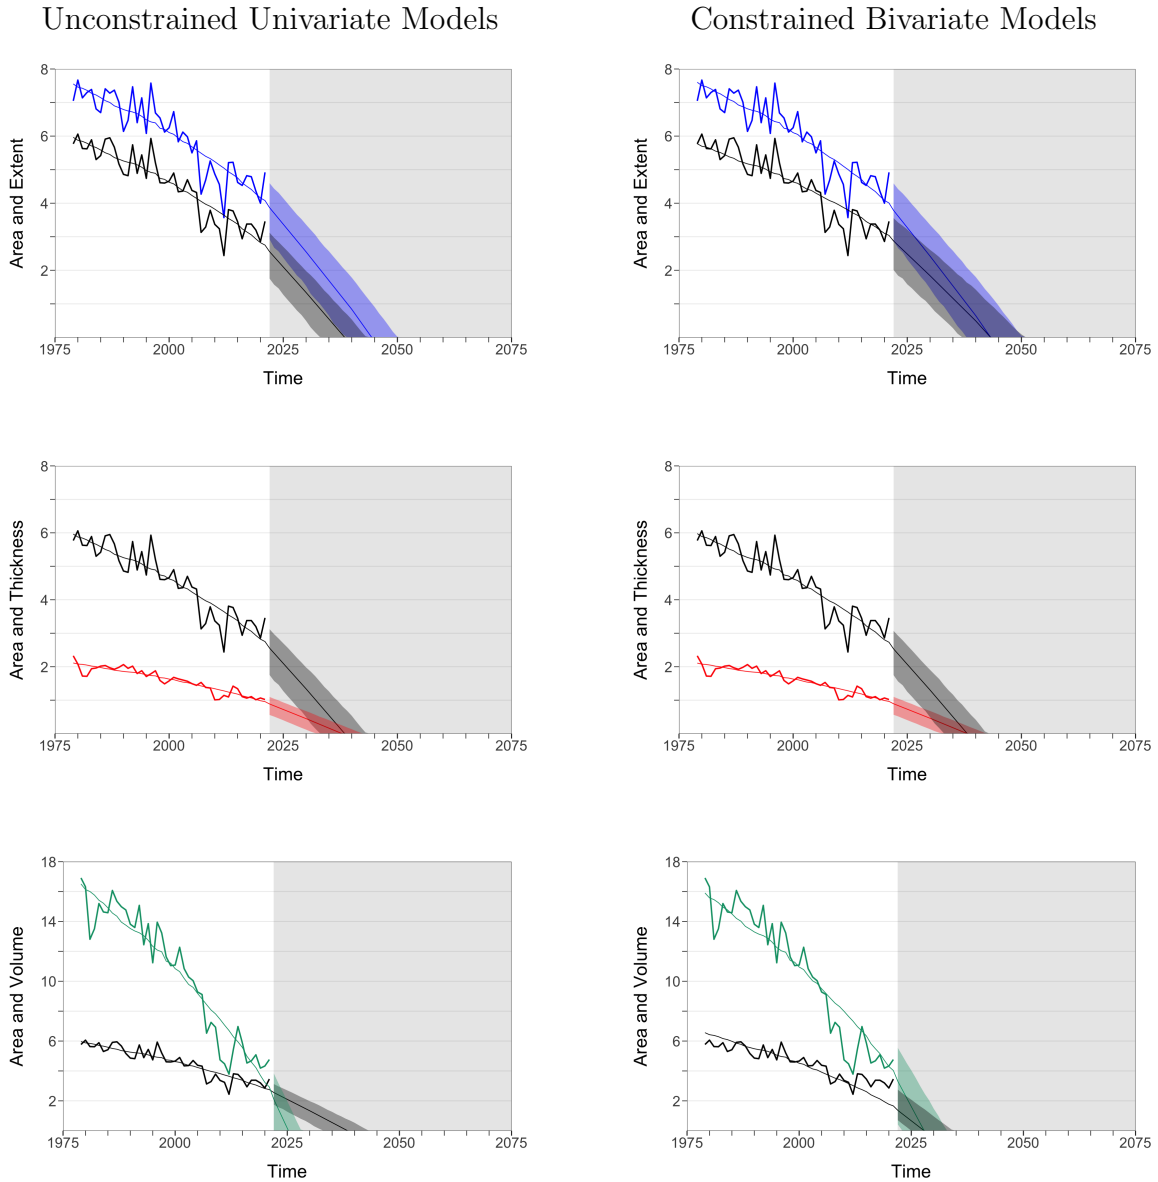 Unconstrained Univariate Models
Constrained Bivariate Models
Area and Extent
8
6
4
2
1975 2000 2025 2050 2075
Time
Area and Extent
8
6
4
2
1975 2000 2025 2050 2075
Time
Area and Thickness
8
6
4
2
1975 2000 2025 2050 2075
Time
Area and Thickness
8
6
4
2
1975 2000 2025 2050 2075
Time
Area and Volume
18
14
10
6
2
1975 2000 2025 2050 2075
Time
Area and Volume
18
14
10
6
2
1975 2000 2025 2050 2075
Time